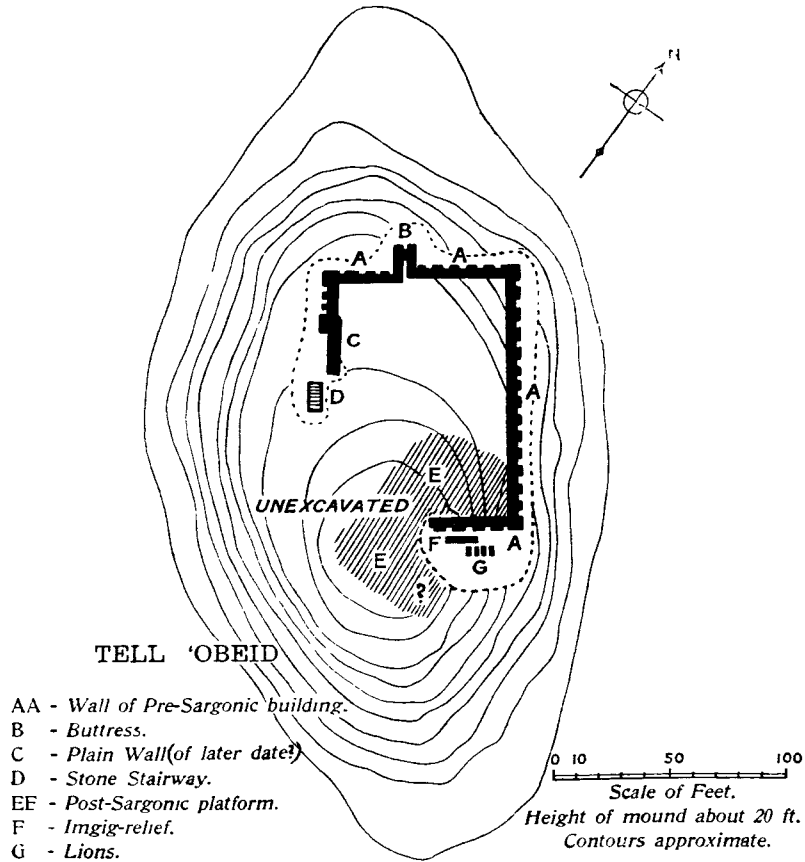 N
B
A A
C
D
A
E
UNEXCAVATED
F A
E G
?
TELL 'OBEID
AA - Wall of Pre-Sargonic building.
B - Buttress.
C - Plain Wall(of later date?)
D - Stone Stairway.
EE - Post-Sargonic platform.
F - Imgig-relief.
G - Lions.
0 10 50 100
Scale of Feet.
Height of mound about 20 ft.
Contours approximate.